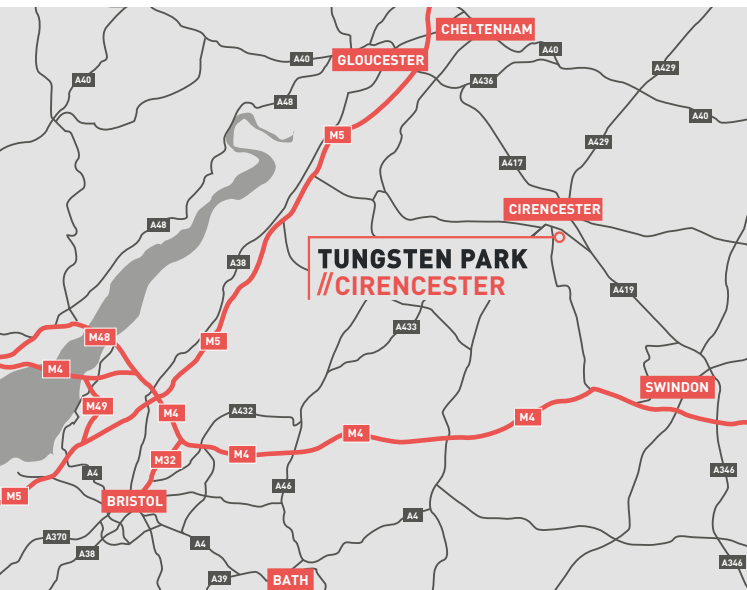 CHELTENHAM
A40
A40
GLOUCESTER
A429
A40
A436
A48
A40
M5
A429
A417
CIRENCESTER
A48
TUNGSTEN PARK
//CIRENCESTER
A38
A419
A433
M48
M5
M4
SWINDON
M49
M4
A432
M4
M4
M4
M32
A4
A346
A46
M5
BRISTOL
A4
A370
A4
A38
A346
A39
BATH